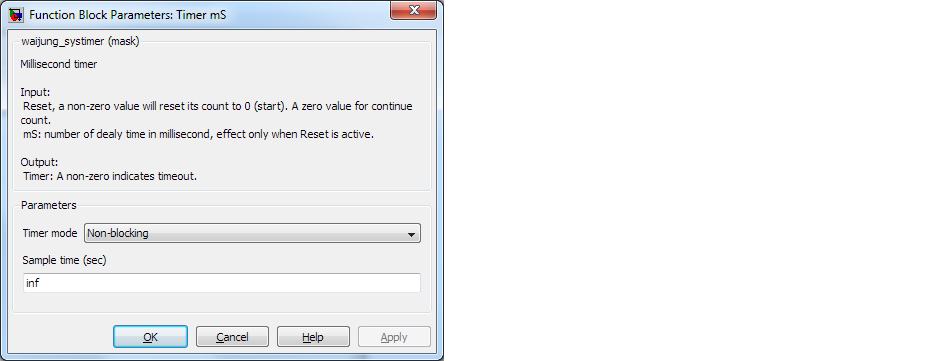 Function Block Parameters: Timer mS
waijung_systimer (mask)
Millisecond timer
Input:
Reset, a non-zero value will reset its count to 0 (start). A zero value for continue
count.
mS: number of dealy time in millisecond, effect only when Reset is active.
Output:
Timer: A non-zero indicates timeout.
Parameters
Timer mode Non-blocking
Sample time (sec)
inf
OK Cancel Help Apply